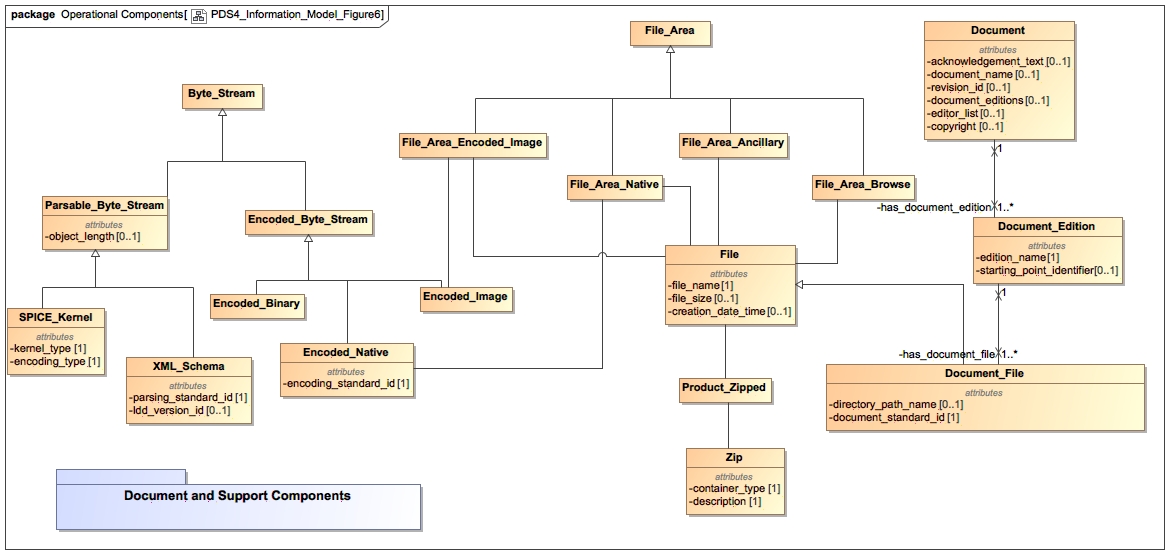 package Operational Components[ PDS4_Information_Model_Figure6]
File_Area
Document
attributes
-acknowledgement_text [0..1]
-document_name [0..1]
-revision_id [0..1]
-document_editions [0..1]
-editor_list [0..1]
-copyright [0..1]
Byte_Stream
File_Area_Encoded_Image
File_Area_Ancillary
1
File_Area_Native
File_Area_Browse
-has_document_edition 1..*
Parsable_Byte_Stream
attributes
-object_length [0..1]
Encoded_Byte_Stream
Document_Edition
attributes
-edition_name [1]
-starting_point_identifier [0..1]
File
attributes
-file_name [1]
-file_size [0..1]
-creation_date_time [0..1]
1
Encoded_Binary
Encoded_Image
SPICE_Kernel
attributes
-kernel_type [1]
-encoding_type [1]
Encoded_Native
attributes
-encoding_standard_id [1]
-has_document_file 1..*
XML_Schema
attributes
-parsing_standard_id [1]
-ldd_version_id [0..1]
Document_File
attributes
-directory_path_name [0..1]
-document_standard_id [1]
Product_Zipped
Zip
attributes
-container_type [1]
-description [1]
Document and Support Components